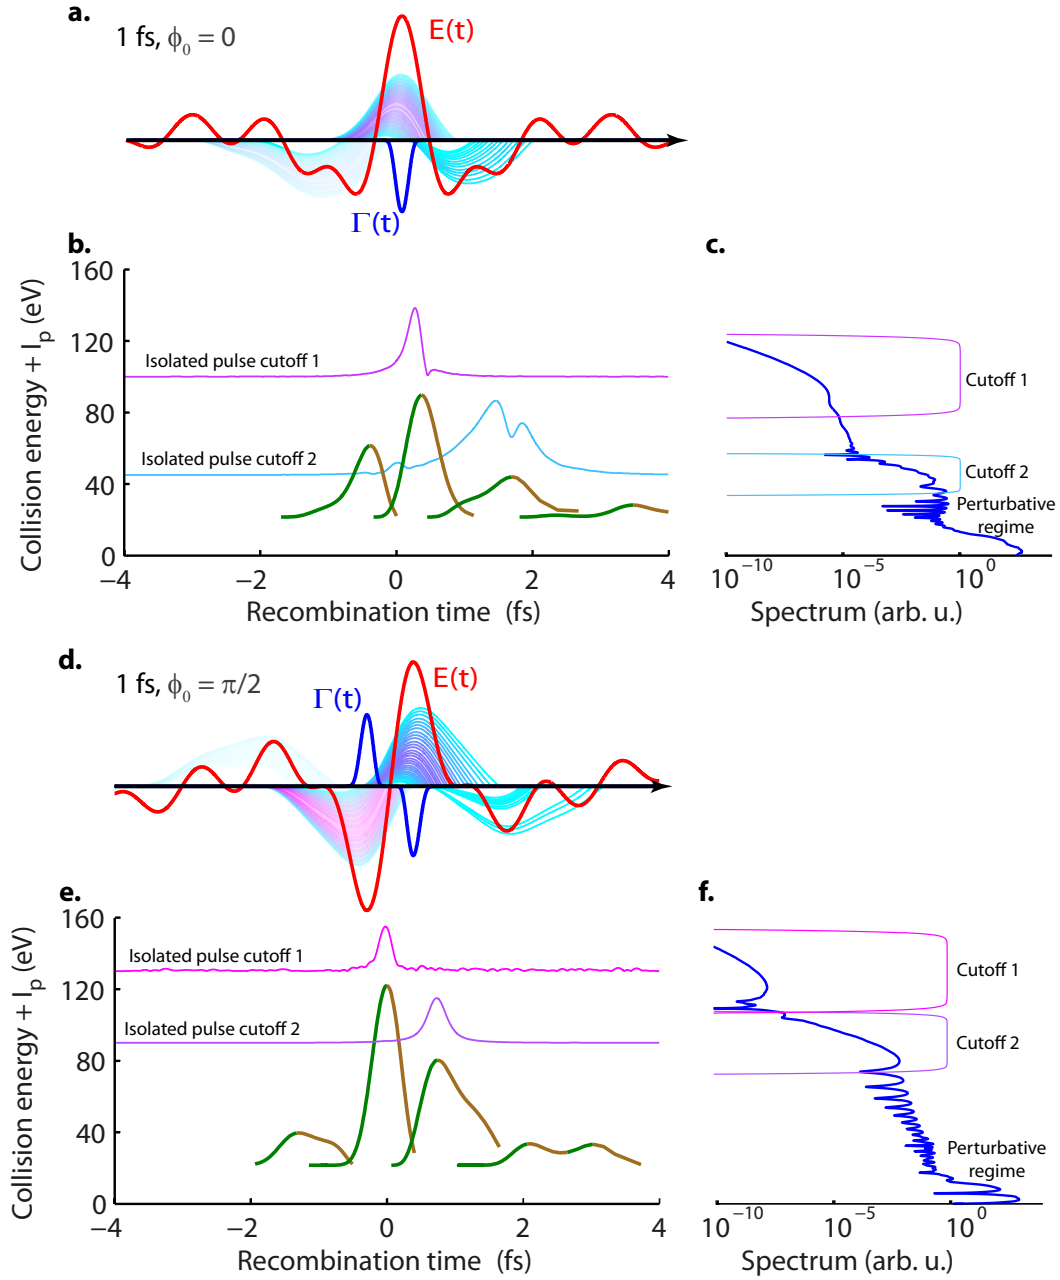 a.
1 fs, ϕ₀ = 0
E(t)
Γ(t)
b.
c.
Collision energy + Iₚ (eV)
160
120
80
40
0
Isolated pulse cutoff 1
Isolated pulse cutoff 2
−4
−2
0
2
4
Recombination time (fs)
Cutoff 1
Cutoff 2
Perturbative
regime
10⁻¹⁰
10⁻⁵
10⁰
Spectrum (arb. u.)
d.
1 fs, ϕ₀ = π/2
Γ(t)
E(t)
e.
f.
Collision energy + Iₚ (eV)
160
120
80
40
0
Isolated pulse cutoff 1
Isolated pulse cutoff 2
−4
−2
0
2
4
Recombination time (fs)
Cutoff 1
Cutoff 2
Perturbative
regime
10⁻¹⁰
10⁻⁵
10⁰
Spectrum (arb. u.)